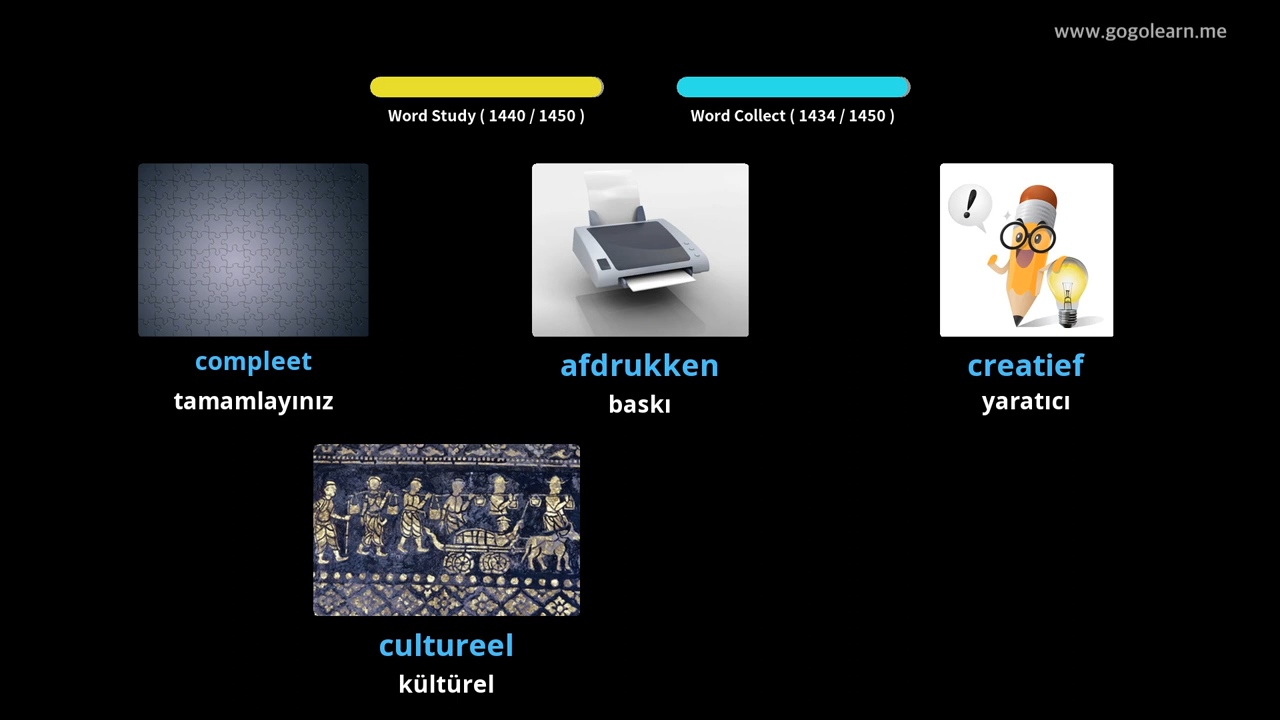 www.gogolearn.me
Word Study ( 1440 / 1450 )
Word Collect ( 1434 / 1450 )
compleet
tamamlayınız
afdrukken
baskı
creatief
yaratıcı
cultureel
kültürel